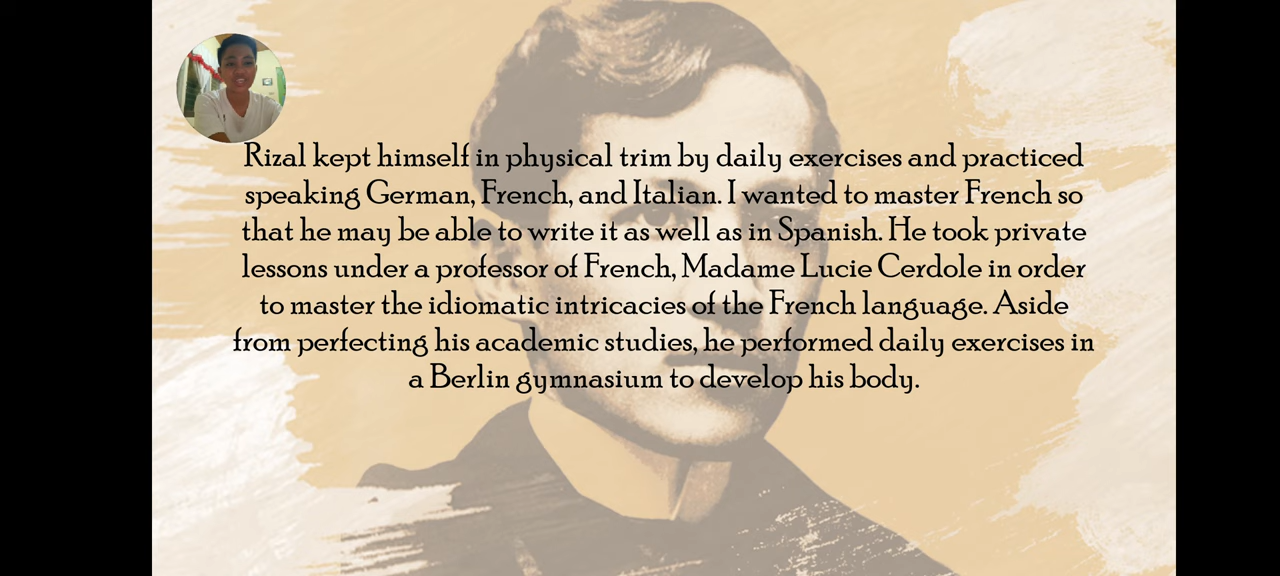 Rizal kept himself in physical trim by daily exercises and practiced
speaking German, French, and Italian. I wanted to master French so
that he may be able to write it as well as in Spanish. He took private
lessons under a professor of French, Madame Lucie Cerdole in order
to master the idiomatic intricacies of the French language. Aside
from perfecting his academic studies, he performed daily exercises in
a Berlin gymnasium to develop his body.